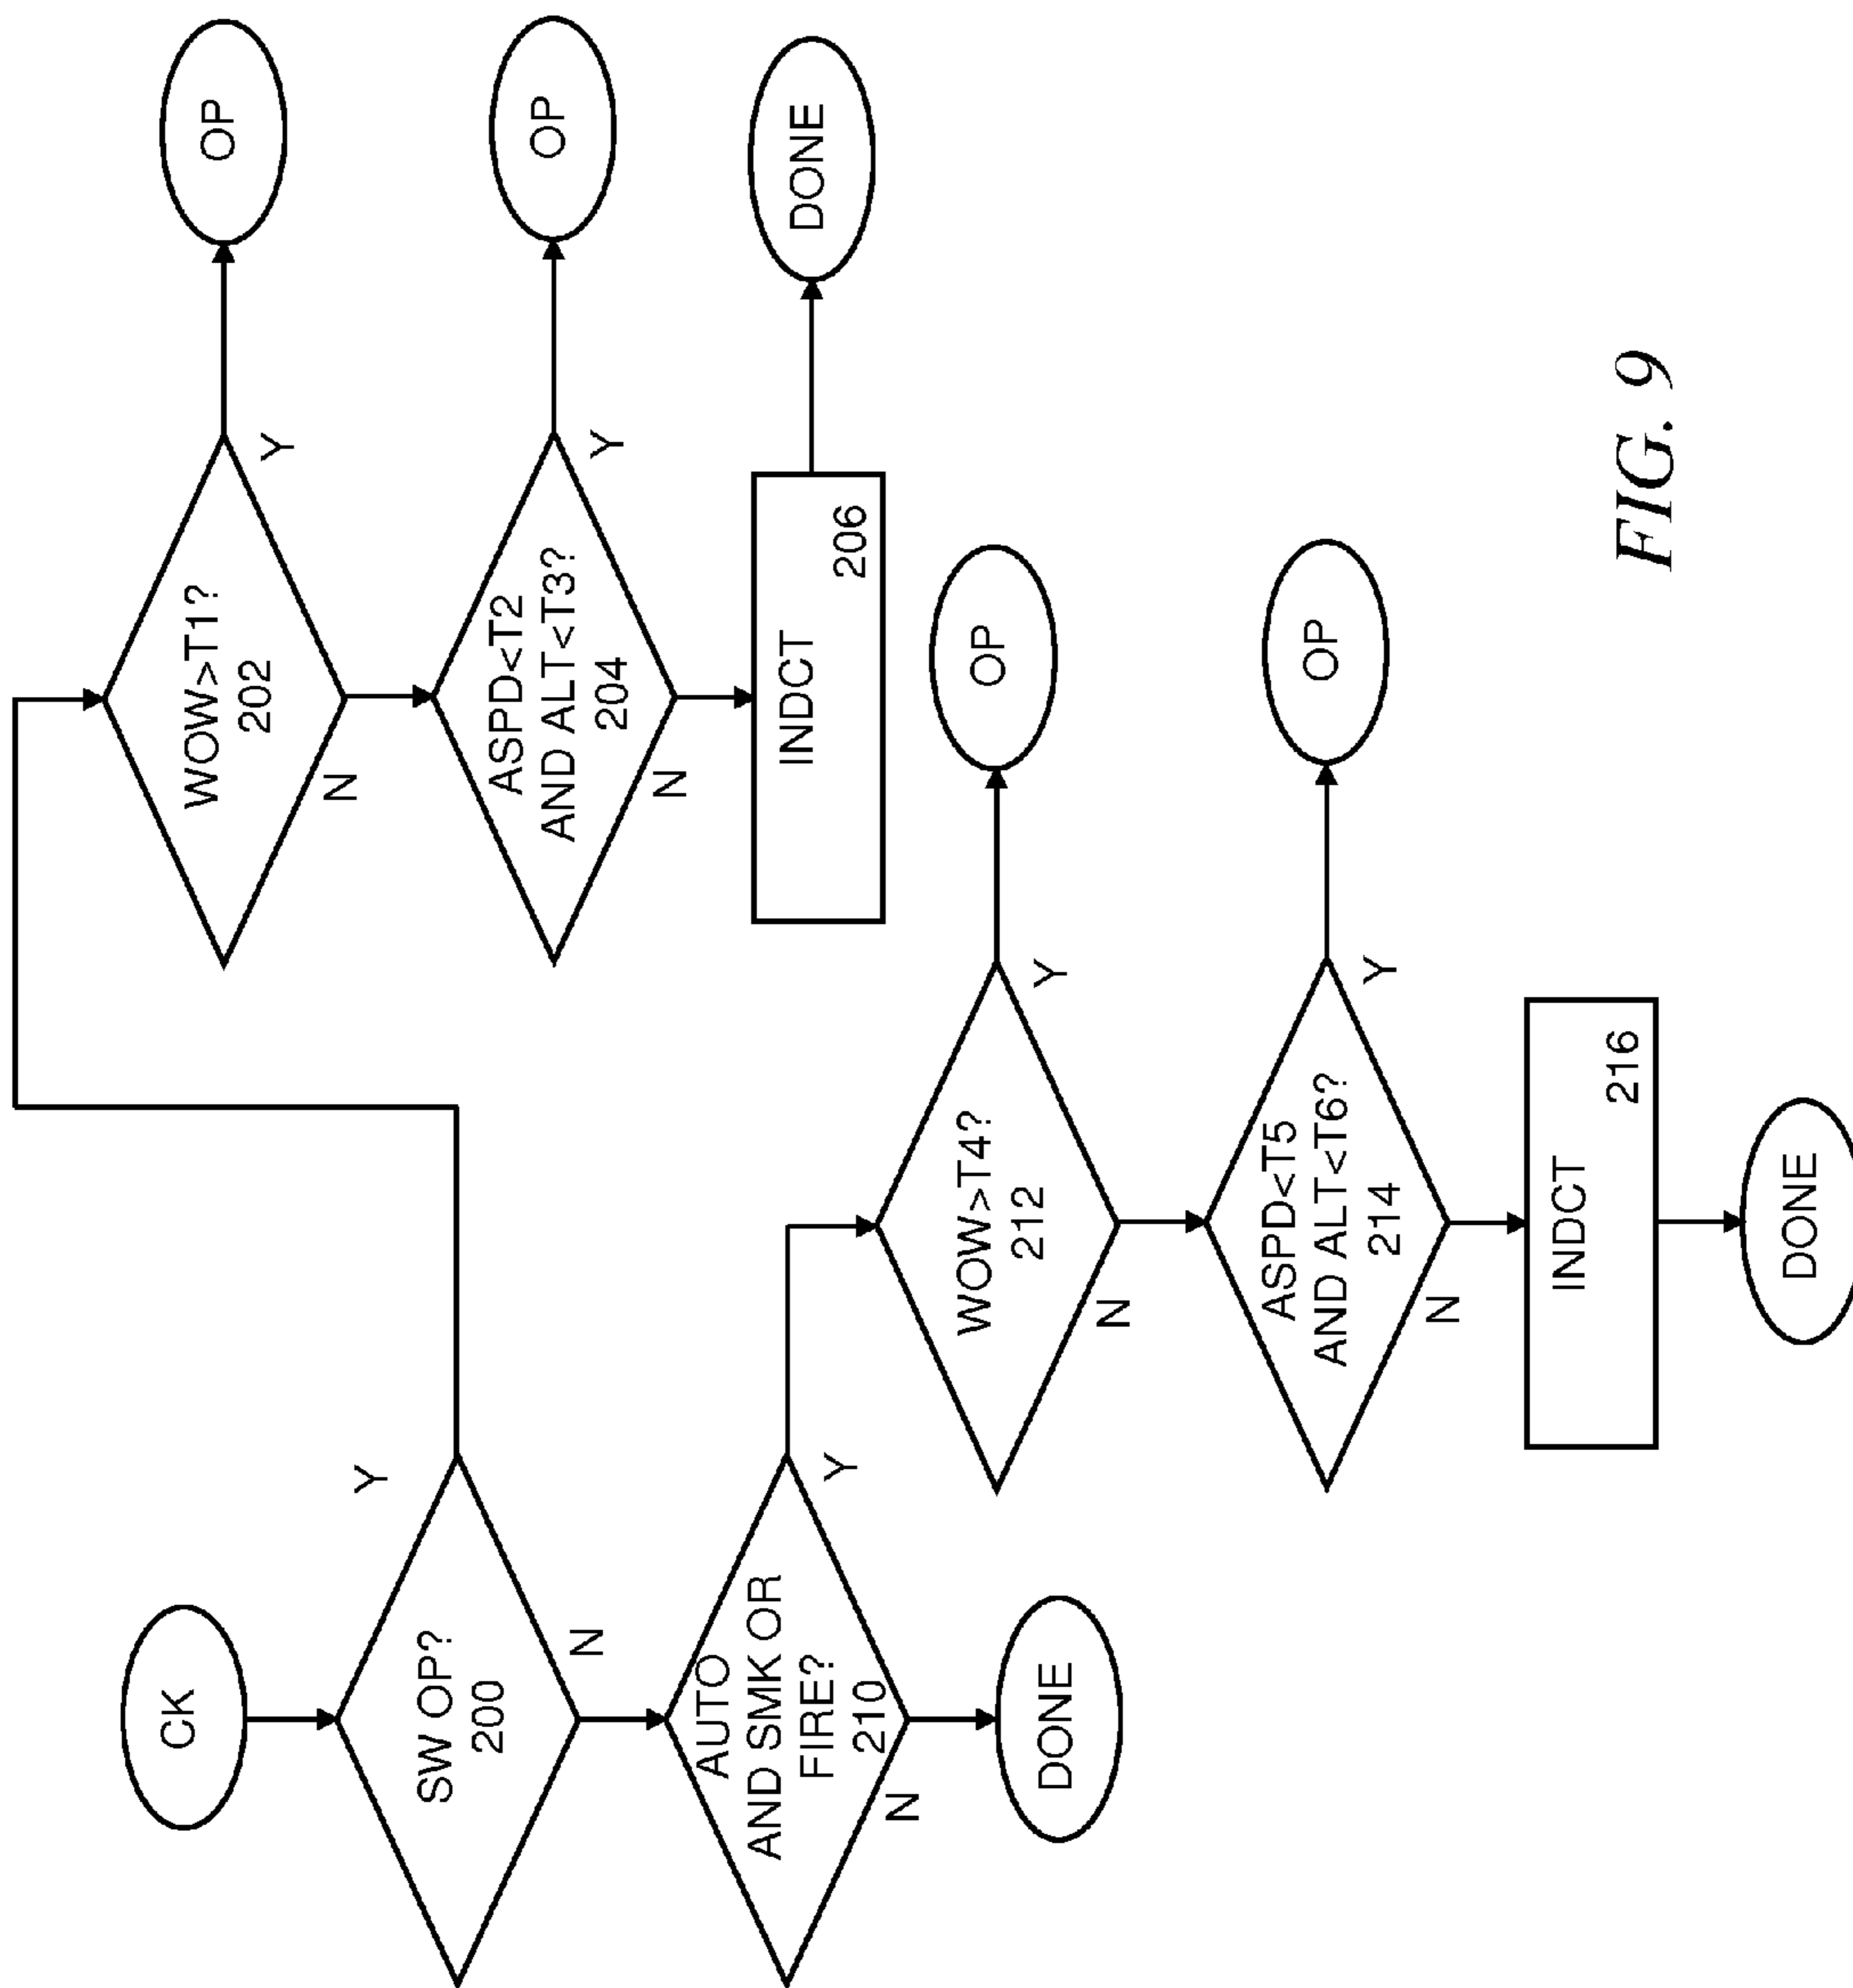 CK
SW OP?
200
Y
N
AUTO
AND SMK OR
FIRE?
210
Y
N
DONE
WOW>T1?
202
Y
N
OP
ASPD<T2
AND ALT<T3?
204
Y
N
OP
INDCT
206
DONE
WOW>T4?
212
Y
N
OP
ASPD<T5
AND ALT<T6?
214
Y
N
OP
INDCT
216
DONE
FIG. 9